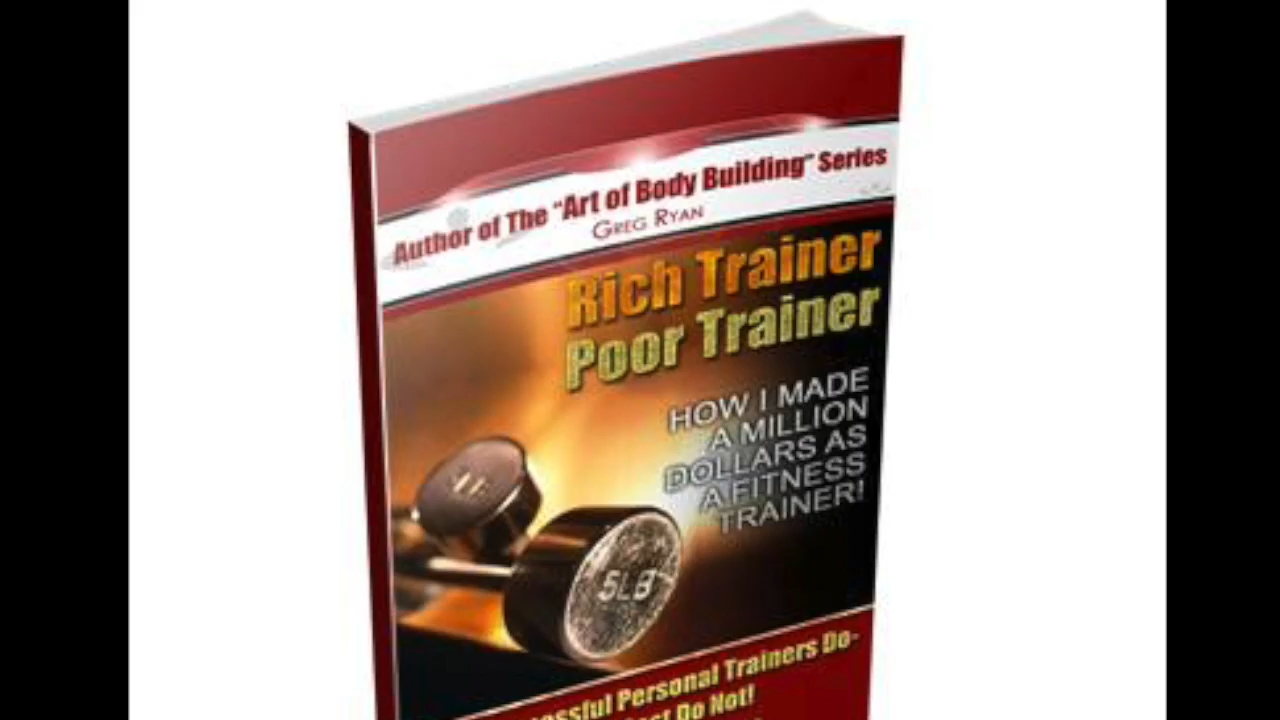 Author of The "Art of Body Building" Series
GREG RYAN
Rich Trainer
Poor Trainer
HOW I MADE
A MILLION
DOLLARS AS
A FITNESS
TRAINER!
5LB
Personal Trainers Do-
Do Not!